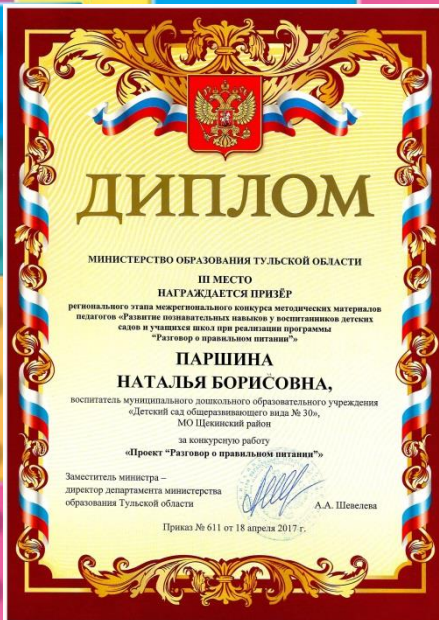 ДИПЛОМ
МИНИСТЕРСТВО ОБРАЗОВАНИЯ ТУЛЬСКОЙ ОБЛАСТИ
III МЕСТО
НАГРАЖДАЕТСЯ ПРИЗЁР
регионального этапа межрегионального конкурса методических материалов
педагогов «Развитие познавательных навыков у воспитанников детских
садов и учащихся школ при реализации программы
"Разговор о правильном питании"»
ПАРШИНА
НАТАЛЬЯ БОРИСОВНА,
воспитатель муниципального дошкольного образовательного учреждения
«Детский сад общеразвивающего вида № 30»,
МО Щекинский район
за конкурсную работу
«Проект "Разговор о правильном питании"»
Заместитель министра –
директор департамента министерства
образования Тульской области
А.А. Шевелева
Приказ № 611 от 18 апреля 2017 г.